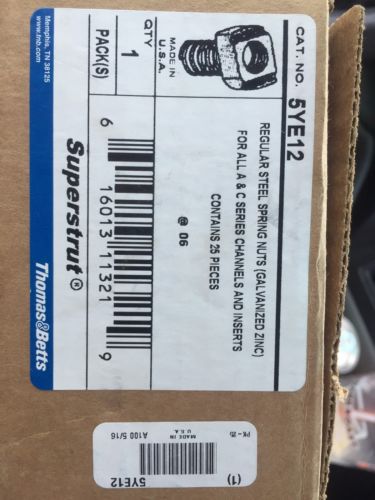 CAT. NO. 5YE12
REGULAR STEEL SPRING NUTS (GALVANIZED ZINC)
FOR ALL A & C SERIES CHANNELS AND INSERTS
CONTAINS 25 PIECES
@ 06
MADE IN
U.S.A.
QTY
1
PACK(S)
6 16013 11321 9
Superstrut®
Memphis, TN 38125
www.tnb.com
Thomas&Betts
(1)
5YE12
PK-25
MADE IN
U S A
A100 5/16